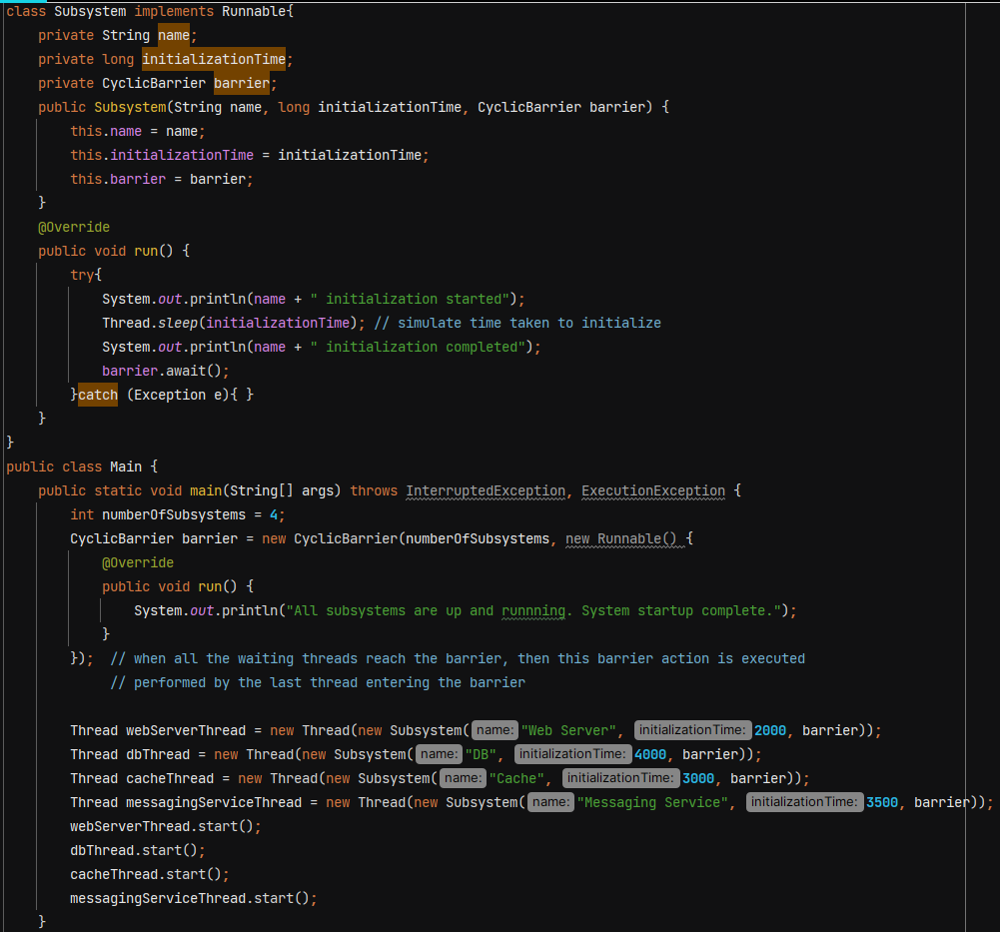 class Subsystem implements Runnable{
    private String name;
    private long initializationTime;
    private CyclicBarrier barrier;
    public Subsystem(String name, long initializationTime, CyclicBarrier barrier) {
        this.name = name;
        this.initializationTime = initializationTime;
        this.barrier = barrier;
    }
    @Override
    public void run() {
        try{
            System.out.println(name + " initialization started");
            Thread.sleep(initializationTime); // simulate time taken to initialize
            System.out.println(name + " initialization completed");
            barrier.await();
        }catch (Exception e){ }
    }
}
public class Main {
    public static void main(String[] args) throws InterruptedException, ExecutionException {
        int numberOfSubsystems = 4;
        CyclicBarrier barrier = new CyclicBarrier(numberOfSubsystems, new Runnable() {
            @Override
            public void run() {
                System.out.println("All subsystems are up and runnning. System startup complete.");
            }
        });  // when all the waiting threads reach the barrier, then this barrier action is executed
             // performed by the last thread entering the barrier

        Thread webServerThread = new Thread(new Subsystem( name: "Web Server", initializationTime: 2000, barrier));
        Thread dbThread = new Thread(new Subsystem( name: "DB", initializationTime: 4000, barrier));
        Thread cacheThread = new Thread(new Subsystem( name: "Cache", initializationTime: 3000, barrier));
        Thread messagingServiceThread = new Thread(new Subsystem( name: "Messaging Service", initializationTime: 3500, barrier));
        webServerThread.start();
        dbThread.start();
        cacheThread.start();
        messagingServiceThread.start();
    }